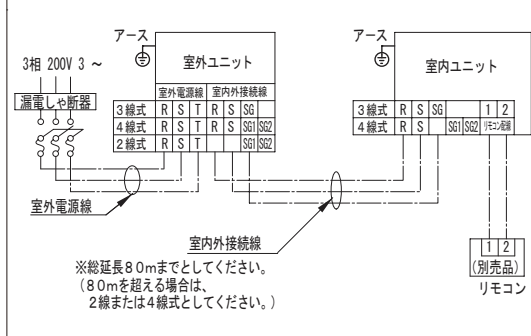 アース
室外ユニット
3相 200V 3 ~
漏電しゃ断器
室外電源線 室内外接続線
3線式 R S T R S SG
4線式 R S T R S SG1 SG2
2線式 R S T SG1 SG2
アース
室内ユニット
3線式 R S SG 1 2
4線式 R S SG1 SG2 リモコン配線
室外電源線
室内外接続線
※総延長80mまでとしてください。
(80mを超える場合は、
2線または4線式としてください。)
1 2
(別売品)
リモコン